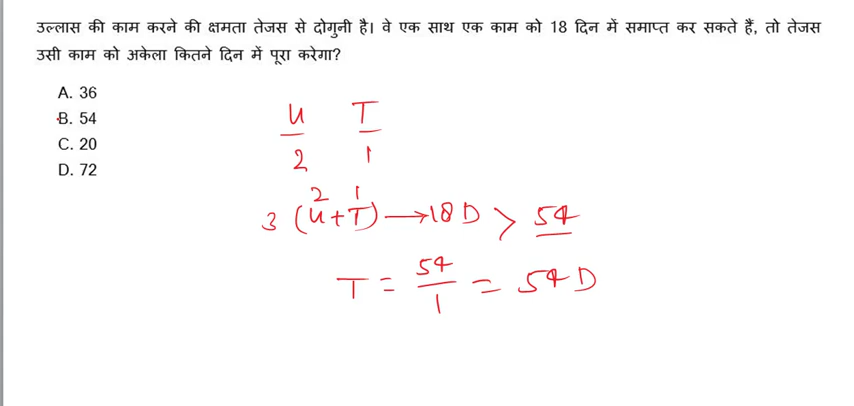 उल्लास की काम करने की क्षमता तेजस से दोगुनी है। वे एक साथ एक काम को 18 दिन में समाप्त कर सकते हैं, तो तेजस
उसी काम को अकेला कितने दिन में पूरा करेगा?
A. 36
B. 54
C. 20
D. 72
U T
2 1
2 1
3 (U+T) → 18 D > 54
T = 54/1 = 54 D